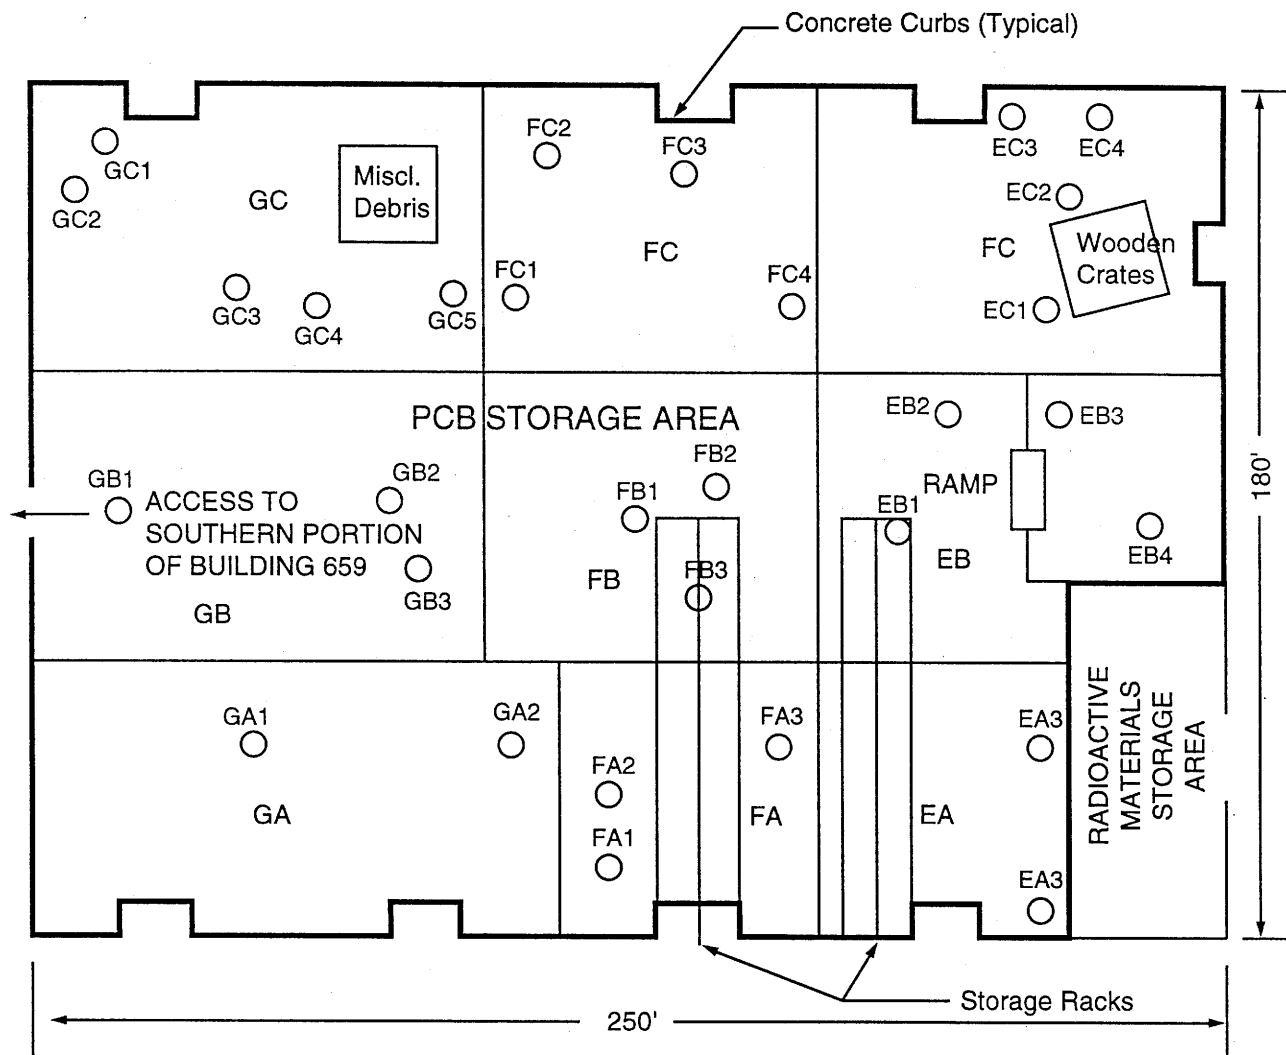 Concrete Curbs (Typical)
GC1
GC2
GC
Miscl.
Debris
GC3
GC4
GC5
FC2
FC3
FC
FC1
FC4
EC3
EC4
EC2
FC
Wooden
Crates
EC1
PCB STORAGE AREA
GB1
ACCESS TO
SOUTHERN PORTION
OF BUILDING 659
GB2
GB3
GB
FB1
FB2
FB3
FB
EB2
EB3
RAMP
EB1
EB
EB4
180'
GA1
GA2
GA
FA2
FA1
FA3
FA
EA3
EA
EA3
RADIOACTIVE
MATERIALS
STORAGE
AREA
Storage Racks
250'